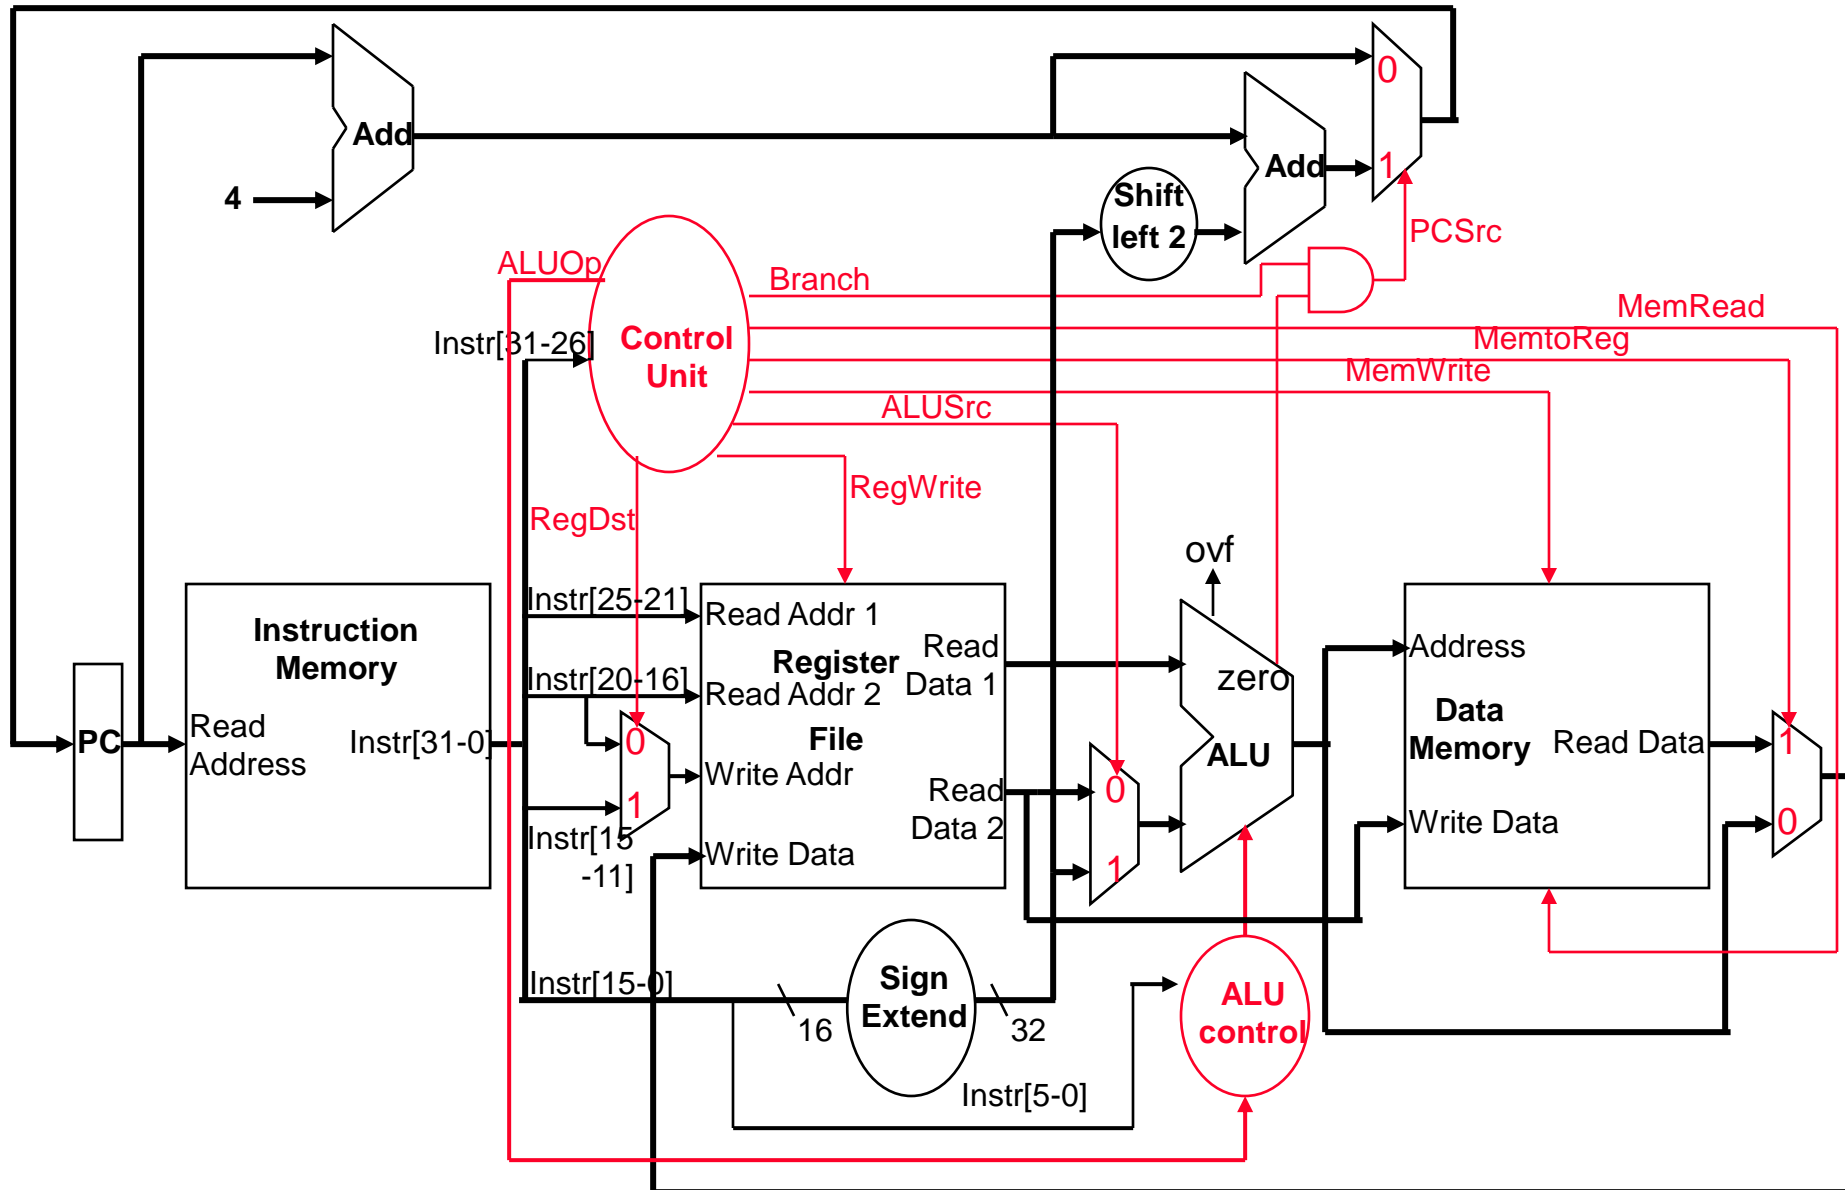 0
Add
Add
1
4
Shift
left 2
PCSrc
ALUOp
Branch
MemRead
Instr[31-26]
Control
Unit
MemtoReg
MemWrite
ALUSrc
RegWrite
RegDst
ovf
Instr[25-21]
Read Addr 1
Instruction
Memory
Register
Read
Data 1
Address
Instr[20-16]
Read Addr 2
zero
PC
Read
Address
Instr[31-0]
0
File
Data
Memory
Read Data
1
ALU
Write Addr
1
Read
Data 2
0
Write Data
0
Instr[15
-11]
Write Data
1
Instr[15-0]
Sign
Extend
16
32
ALU
control
Instr[5-0]